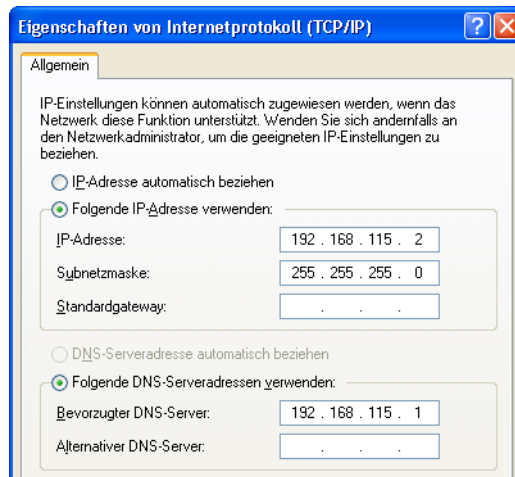 Eigenschaften von Internetprotokoll (TCP/IP)
Allgemein
IP-Einstellungen können automatisch zugewiesen werden, wenn das
Netzwerk diese Funktion unterstützt. Wenden Sie sich andernfalls an
den Netzwerkadministrator, um die geeigneten IP-Einstellungen zu
beziehen.
IP-Adresse automatisch beziehen
Folgende IP-Adresse verwenden:
IP-Adresse: 192 . 168 . 115 . 2
Subnetzmaske: 255 . 255 . 255 . 0
Standardgateway: . . .
DNS-Serveradresse automatisch beziehen
Folgende DNS-Serveradressen verwenden:
Bevorzugter DNS-Server: 192 . 168 . 115 . 1
Alternativer DNS-Server: . . .